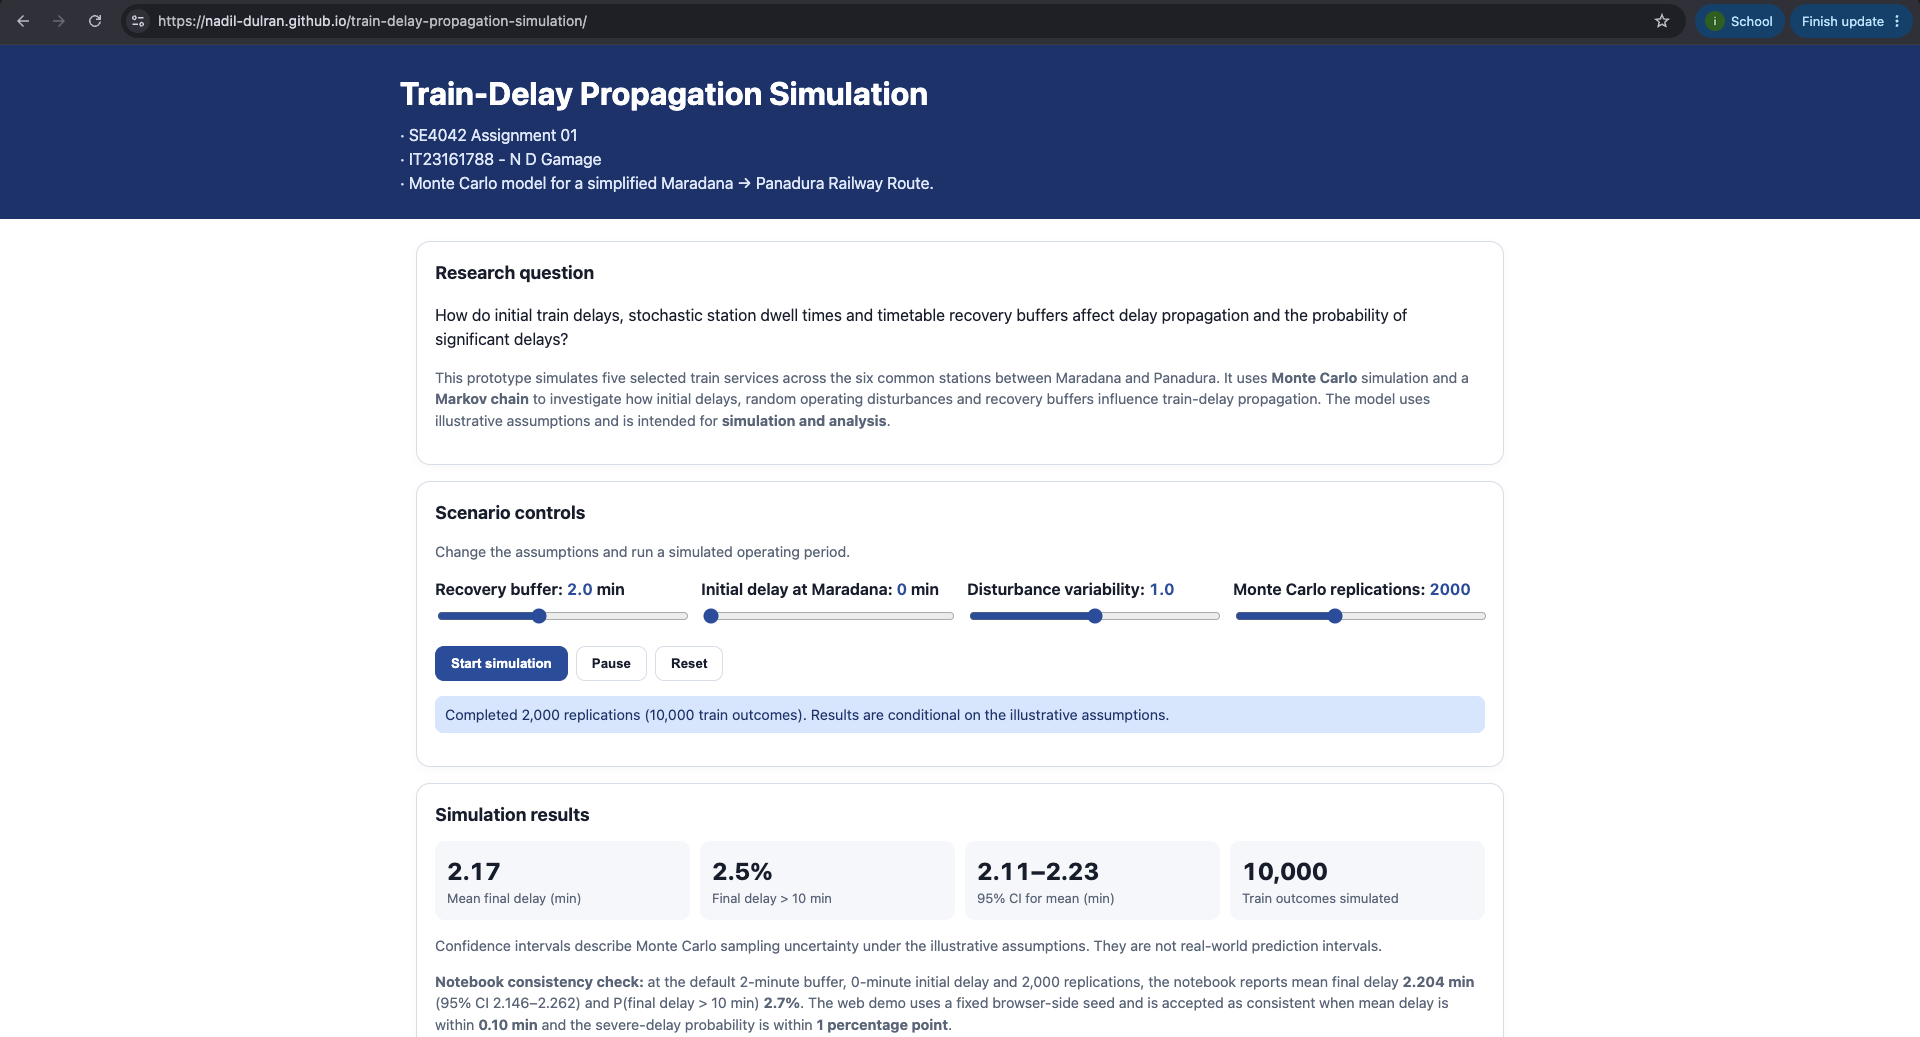 https://nadil-dulran.github.io/train-delay-propagation-simulation/
i School
Finish update
Train-Delay Propagation Simulation
· SE4042 Assignment 01
· IT23161788 - N D Gamage
· Monte Carlo model for a simplified Maradana → Panadura Railway Route.
Research question
How do initial train delays, stochastic station dwell times and timetable recovery buffers affect delay propagation and the probability of
significant delays?
This prototype simulates five selected train services across the six common stations between Maradana and Panadura. It uses Monte Carlo simulation and a
Markov chain to investigate how initial delays, random operating disturbances and recovery buffers influence train-delay propagation. The model uses
illustrative assumptions and is intended for simulation and analysis.
Scenario controls
Change the assumptions and run a simulated operating period.
Recovery buffer: 2.0 min
Initial delay at Maradana: 0 min
Disturbance variability: 1.0
Monte Carlo replications: 2000
Start simulation
Pause
Reset
Completed 2,000 replications (10,000 train outcomes). Results are conditional on the illustrative assumptions.
Simulation results
2.17
Mean final delay (min)
2.5%
Final delay > 10 min
2.11–2.23
95% CI for mean (min)
10,000
Train outcomes simulated
Confidence intervals describe Monte Carlo sampling uncertainty under the illustrative assumptions. They are not real-world prediction intervals.
Notebook consistency check: at the default 2-minute buffer, 0-minute initial delay and 2,000 replications, the notebook reports mean final delay 2.204 min
(95% CI 2.146–2.262) and P(final delay > 10 min) 2.7%. The web demo uses a fixed browser-side seed and is accepted as consistent when mean delay is
within 0.10 min and the severe-delay probability is within 1 percentage point.